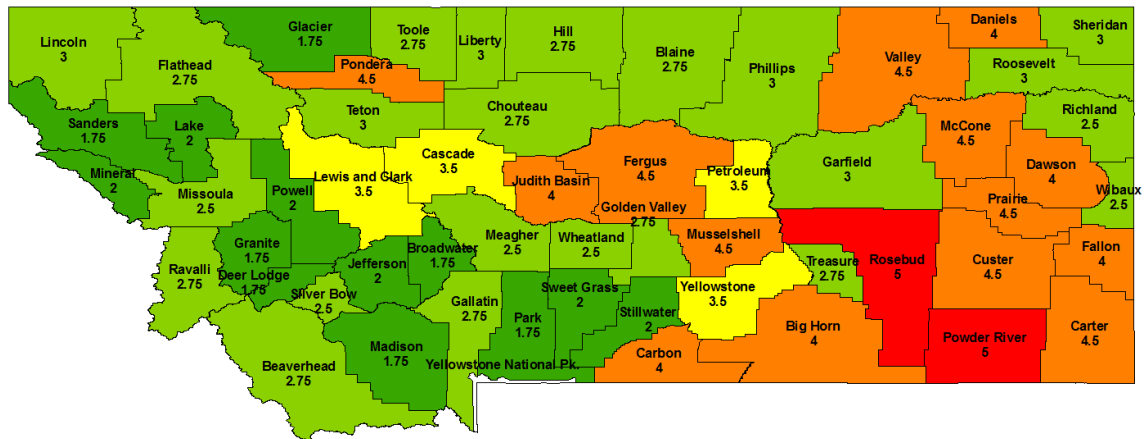 Lincoln
3
Flathead
2.75
Glacier
1.75
Toole
2.75
Liberty
3
Hill
2.75
Blaine
2.75
Phillips
3
Valley
4.5
Daniels
4
Sheridan
3
Roosevelt
3
Pondera
4.5
Teton
3
Chouteau
2.75
Richland
2.5
McCone
4.5
Sanders
1.75
Lake
2
Mineral
2
Missoula
2.5
Powell
2
Lewis and Clark
3.5
Cascade
3.5
Judith Basin
4
Fergus
4.5
Petroleum
3.5
Garfield
3
Dawson
4
Wibaux
2.5
Prairie
4.5
Golden Valley
2.75
Granite
1.75
Deer Lodge
1.75
Ravalli
2.75
Silver Bow
2.5
Jefferson
2
Broadwater
1.75
Meagher
2.5
Wheatland
2.5
Musselshell
4.5
Treasure
2.75
Rosebud
5
Custer
4.5
Fallon
4
Gallatin
2.75
Park
1.75
Sweet Grass
2
Stillwater
2
Yellowstone
3.5
Big Horn
4
Carbon
4
Powder River
5
Carter
4.5
Madison
1.75
Beaverhead
2.75
Yellowstone National Pk.